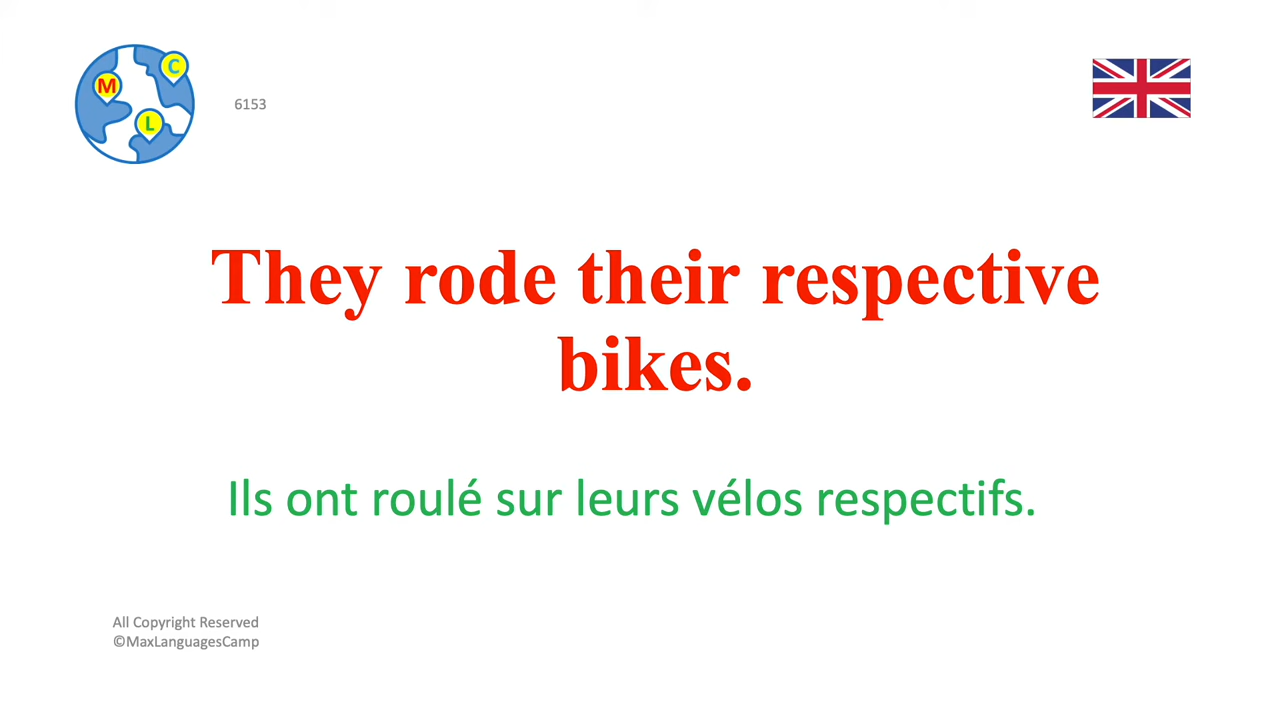 M
C
L
6153
They rode their respective
bikes.
Ils ont roulé sur leurs vélos respectifs.
All Copyright Reserved
©MaxLanguagesCamp